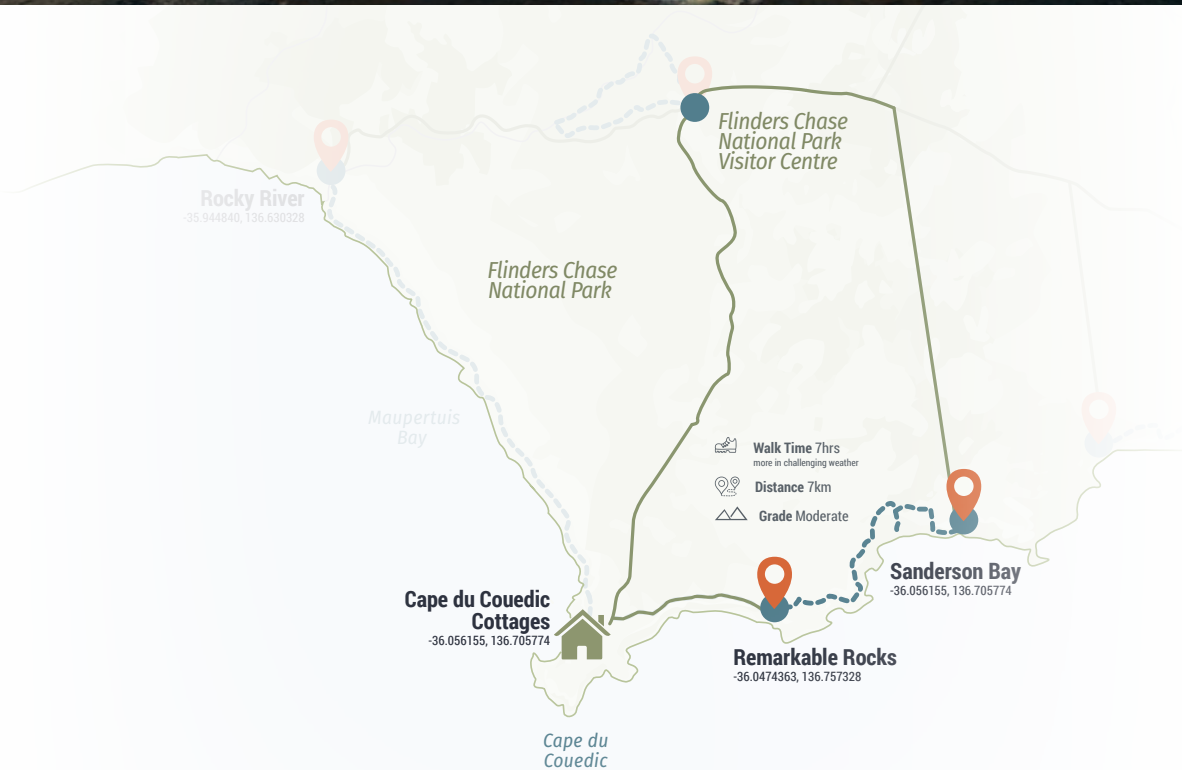 Flinders Chase
National Park
Visitor Centre
Rocky River
-35.944840, 136.630328
Flinders Chase
National Park
Maupertuis
Bay
Walk Time 7hrs
more in challenging weather
Distance 7km
Grade Moderate
Sanderson Bay
-36.056155, 136.705774
Cape du Couedic
Cottages
-36.056155, 136.705774
Remarkable Rocks
-36.0474363, 136.757328
Cape du
Couedic